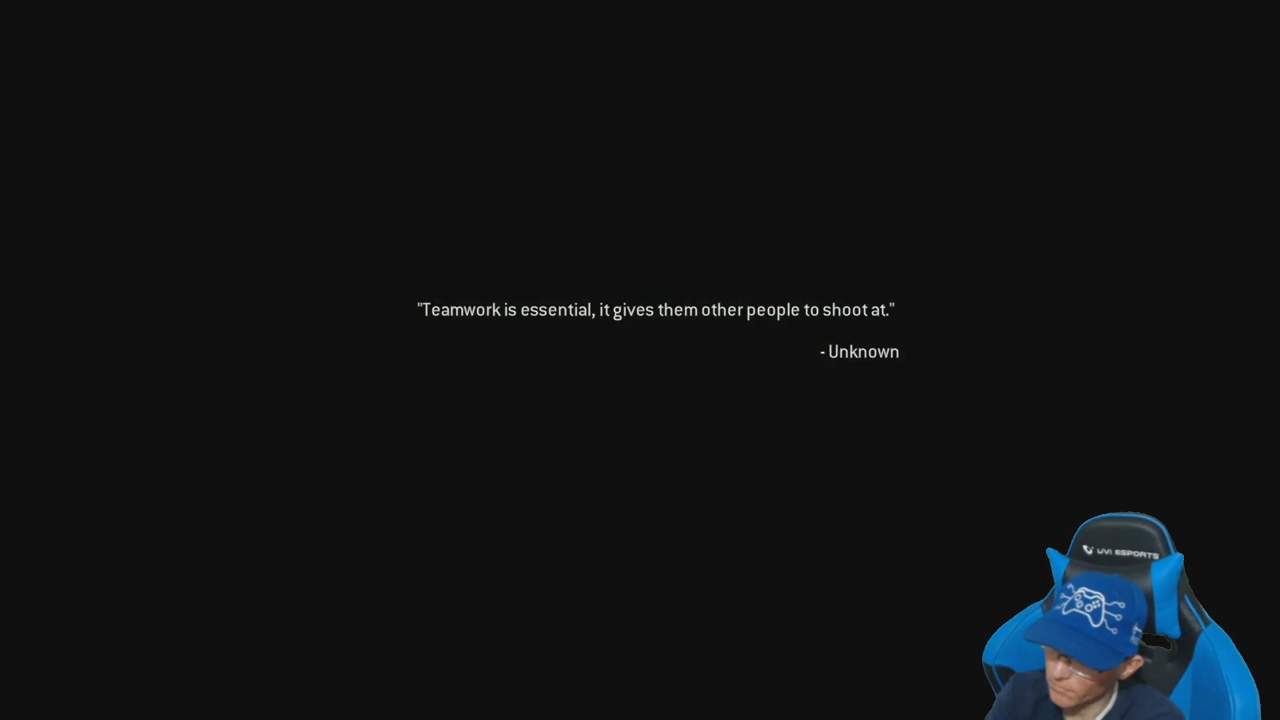 "Teamwork is essential, it gives them other people to shoot at."
- Unknown
UVI ESPORTS